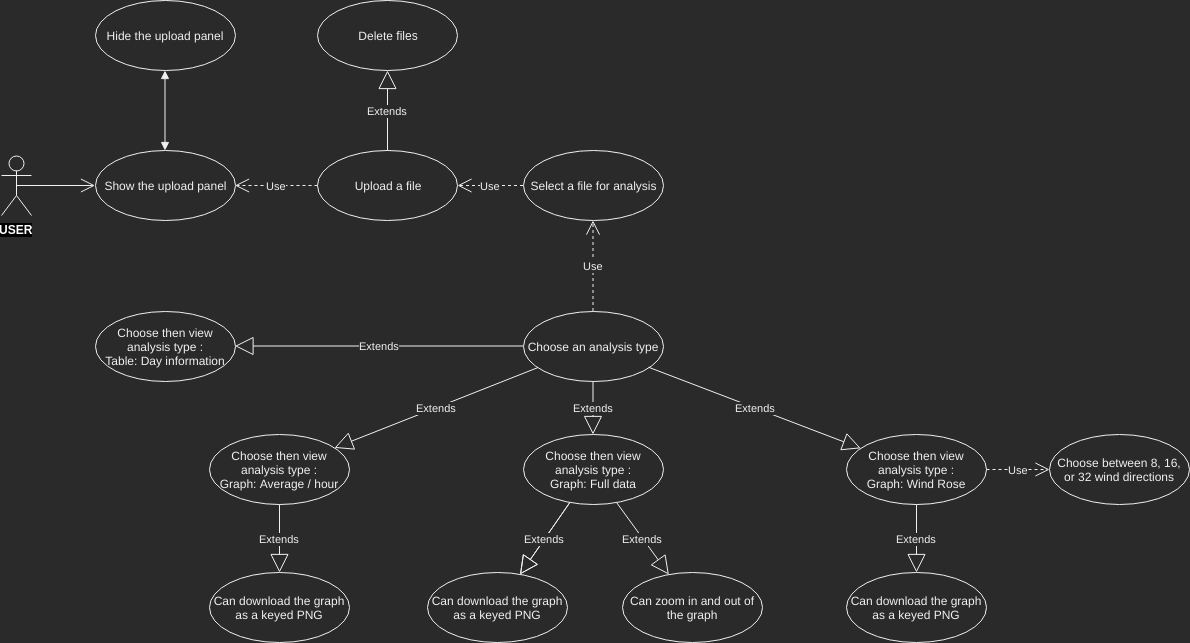 Hide the upload panel
Delete files
Extends
Show the upload panel
Use
Upload a file
Use
Select a file for analysis
USER
Use
Choose then view
analysis type :
Table: Day information
Extends
Choose an analysis type
Extends
Extends
Extends
Choose then view
analysis type :
Graph: Average / hour
Choose then view
analysis type :
Graph: Full data
Choose then view
analysis type :
Graph: Wind Rose
Use
Choose between 8, 16,
or 32 wind directions
Extends
Extends
Extends
Extends
Can download the graph
as a keyed PNG
Can download the graph
as a keyed PNG
Can zoom in and out of
the graph
Can download the graph
as a keyed PNG